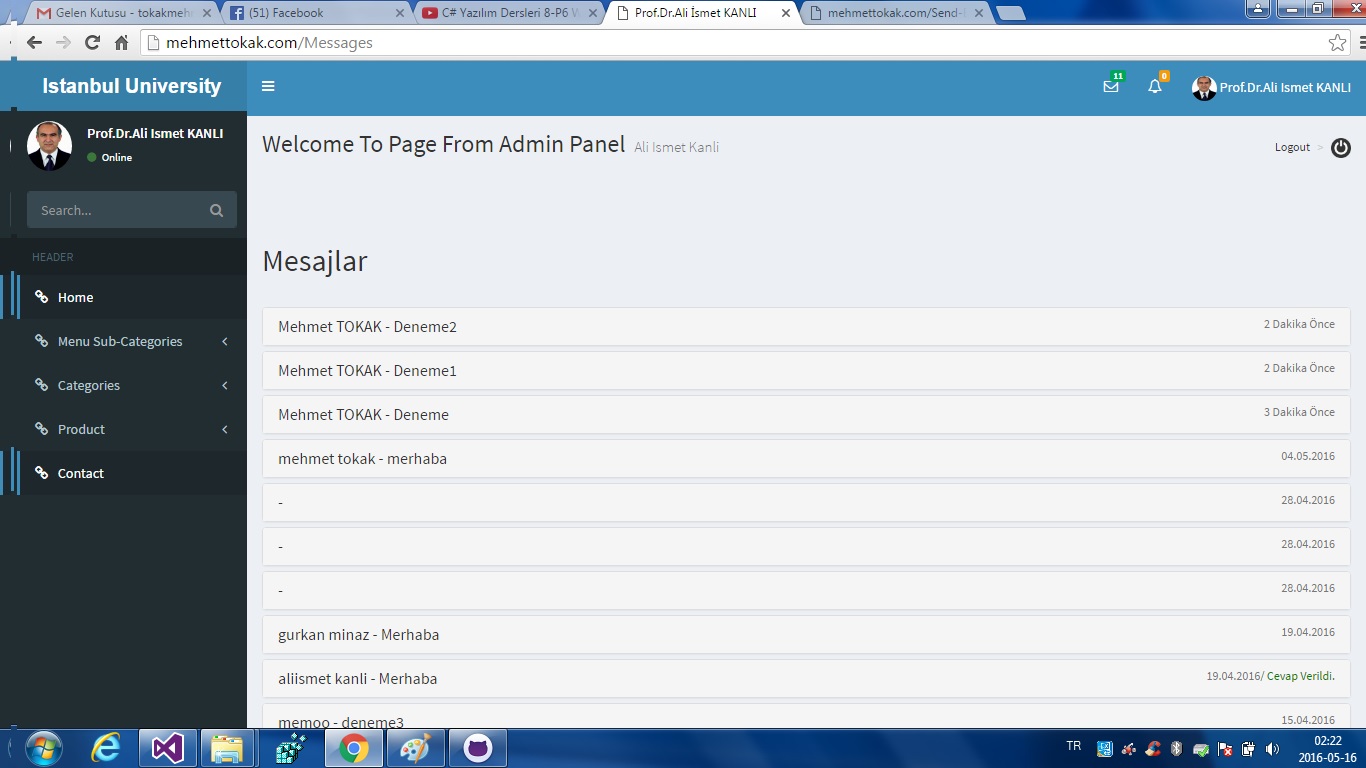 Gelen Kutusu - tokakmehm
(51) Facebook
C# Yazılım Dersleri 8-P6 W
Prof.Dr.Ali İsmet KANLI
mehmettokak.com/Send-
mehmettokak.com/Messages
Istanbul University
11
0
Prof.Dr.Ali Ismet KANLI
Prof.Dr.Ali Ismet KANLI
Online
Welcome To Page From Admin Panel Ali Ismet Kanli
Logout >
Search...
HEADER
Home
Menu Sub-Categories
Categories
Product
Contact
Mesajlar
Mehmet TOKAK - Deneme2 2 Dakika Önce
Mehmet TOKAK - Deneme1 2 Dakika Önce
Mehmet TOKAK - Deneme 3 Dakika Önce
mehmet tokak - merhaba 04.05.2016
- 28.04.2016
- 28.04.2016
- 28.04.2016
gurkan minaz - Merhaba 19.04.2016
aliismet kanli - Merhaba 19.04.2016/ Cevap Verildi.
memoo - deneme3 15.04.2016
TR
02:22
2016-05-16